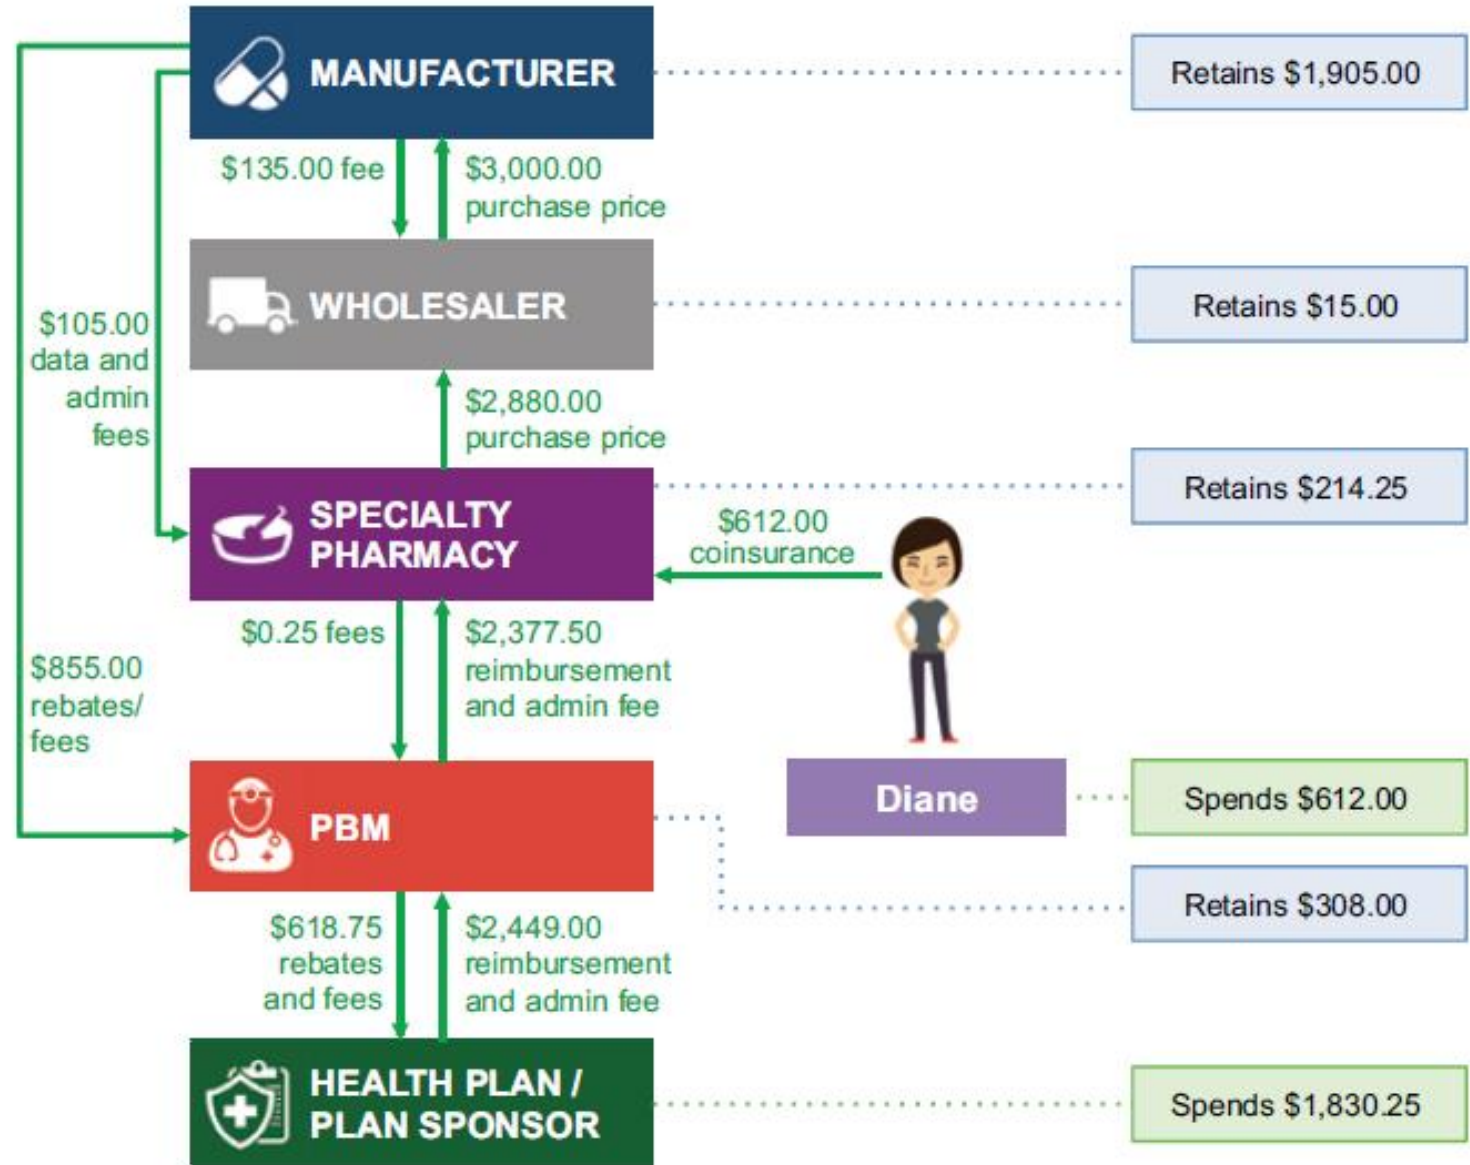 MANUFACTURER
Retains $1,905.00
$135.00 fee
$3,000.00
purchase price
WHOLESALER
Retains $15.00
$105.00
data and
admin
fees
$2,880.00
purchase price
SPECIALTY
PHARMACY
Retains $214.25
$612.00
coinsurance
$0.25 fees
$2,377.50
reimbursement
and admin fee
$855.00
rebates/
fees
PBM
Diane
Spends $612.00
Retains $308.00
$618.75
rebates
and fees
$2,449.00
reimbursement
and admin fee
HEALTH PLAN /
PLAN SPONSOR
Spends $1,830.25